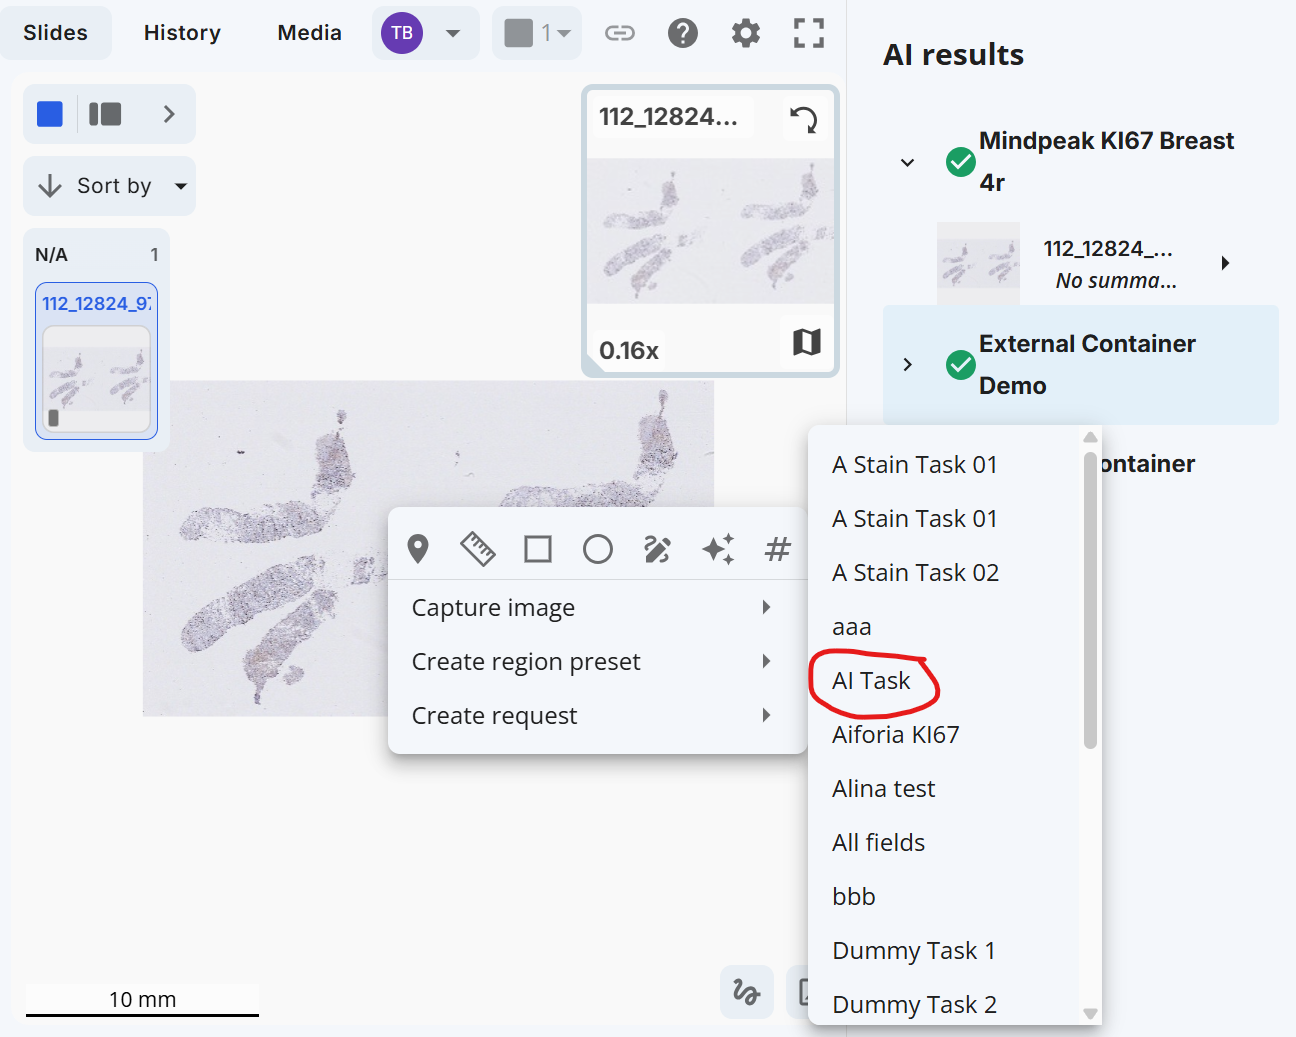 Slides History Media TB 1
AI results
112_12824...
Mindpeak KI67 Breast
4r
Sort by
N/A 1
112_12824_...
No summa...
112_12824_97
0.16x
External Container
Demo
A Stain Task 01
ontainer
A Stain Task 01
A Stain Task 02
Capture image
aaa
Create region preset
AI Task
Create request
Aiforia KI67
Alina test
All fields
bbb
Dummy Task 1
10 mm
Dummy Task 2